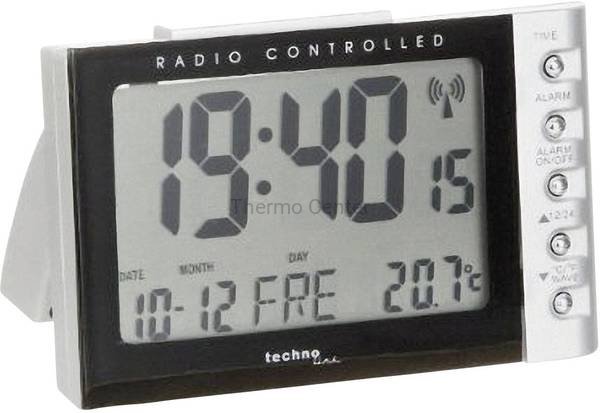 RADIO CONTROLLED
TIME
ALARM
ALARM ON/OFF
▲12/24
▼°C/°F
WAVE
19:40 15
Thermo Center
DATE MONTH DAY
10-12 FRE 20.7°C
techno line